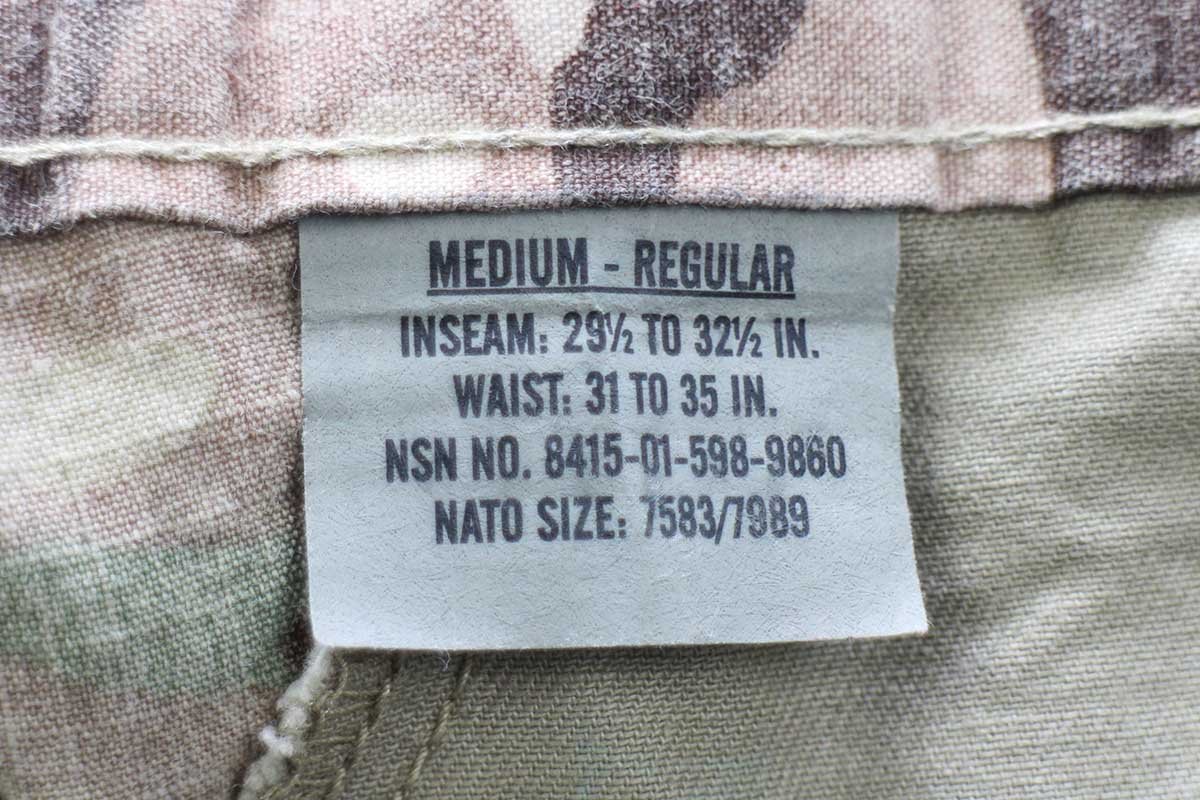 MEDIUM - REGULAR
INSEAM: 29½ TO 32½ IN.
WAIST: 31 TO 35 IN.
NSN NO. 8415-01-598-9860
NATO SIZE: 7583/7989